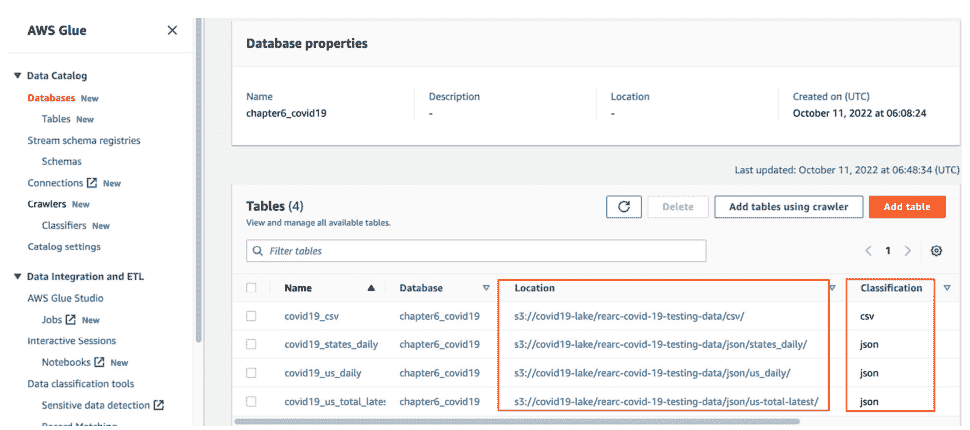 AWS Glue
Data Catalog
Databases New
Tables New
Stream schema registries
Schemas
Connections New
Crawlers New
Classifiers New
Catalog settings
Data Integration and ETL
AWS Glue Studio
Jobs New
Interactive Sessions
Notebooks New
Data classification tools
Sensitive data detection
Record Matching
Database properties
Name Description Location Created on (UTC)
chapter6_covid19 - - October 11, 2022 at 06:08:24
Last updated: October 11, 2022 at 06:48:34 (UTC)
Tables (4) Delete Add tables using crawler Add table
View and manage all available tables.
Filter tables 1
Name Database Location Classification
covid19_csv chapter6_covid19 s3://covid19-lake/rearc-covid-19-testing-data/csv/ csv
covid19_states_daily chapter6_covid19 s3://covid19-lake/rearc-covid-19-testing-data/json/states_daily/ json
covid19_us_daily chapter6_covid19 s3://covid19-lake/rearc-covid-19-testing-data/json/us_daily/ json
covid19_us_total_lates chapter6_covid19 s3://covid19-lake/rearc-covid-19-testing-data/json/us-total-latest/ json